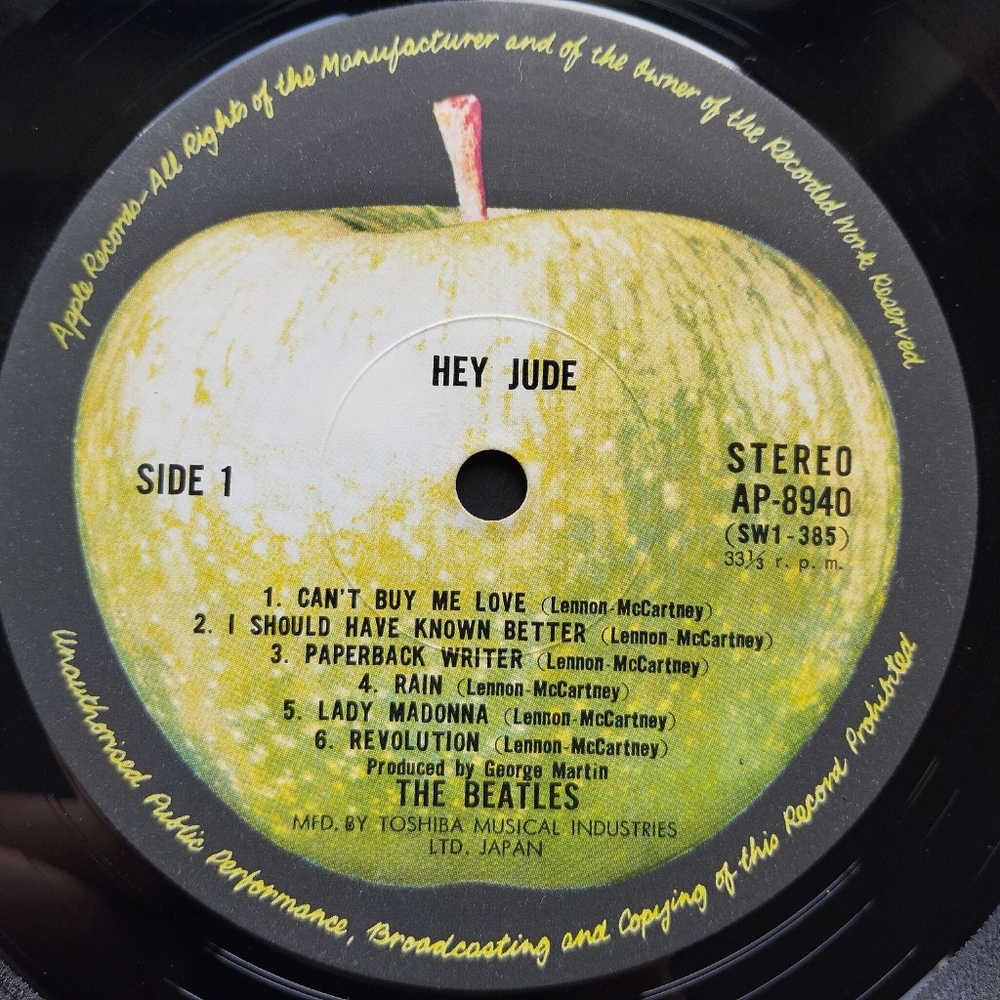 Apple Records-All Rights of the Manufacturer and of the Owner of the Recorded Work Reserved
HEY JUDE
SIDE 1
STEREO
AP-8940
(SW1-385)
33⅓ r. p. m.
1. CAN'T BUY ME LOVE (Lennon-McCartney)
2. I SHOULD HAVE KNOWN BETTER (Lennon-McCartney)
3. PAPERBACK WRITER (Lennon-McCartney)
4. RAIN (Lennon-McCartney)
5. LADY MADONNA (Lennon-McCartney)
6. REVOLUTION (Lennon-McCartney)
Produced by George Martin
THE BEATLES
MFD. BY TOSHIBA MUSICAL INDUSTRIES
LTD. JAPAN
Unauthorised Public Performance, Broadcasting and Copying of this Record Prohibited